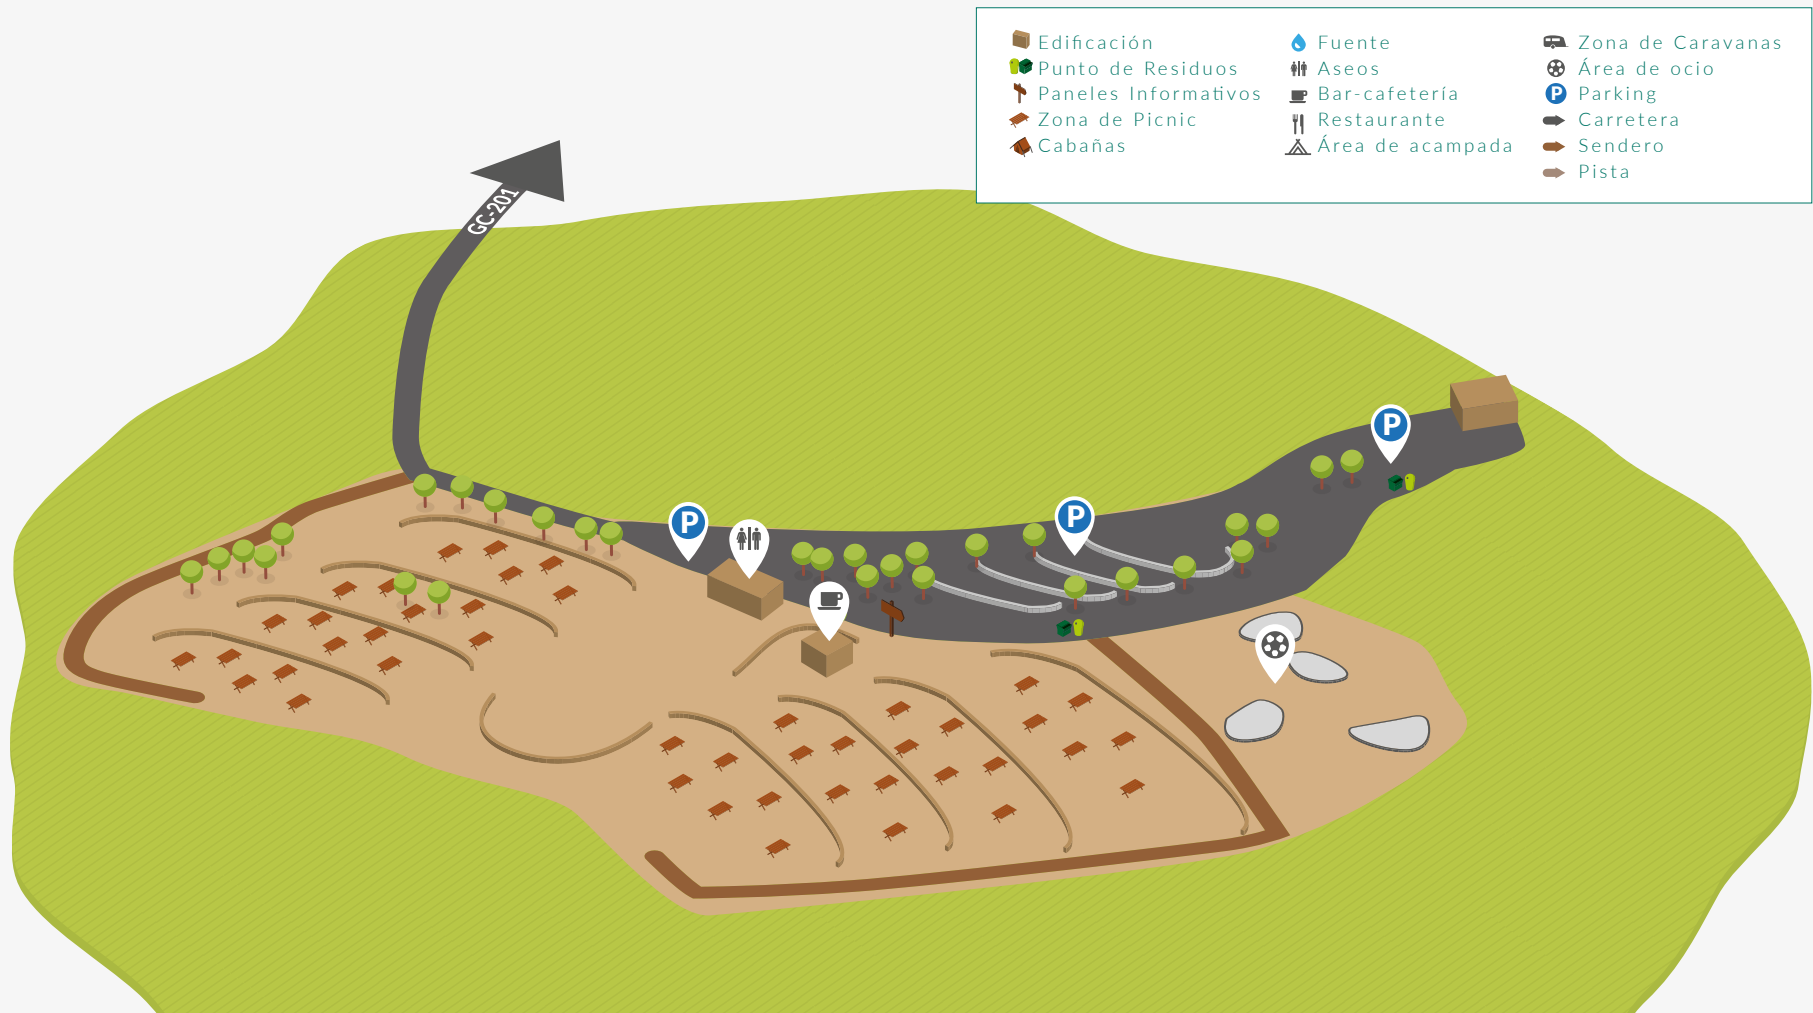 Edificación
Punto de Residuos
Paneles Informativos
Zona de Picnic
Cabañas
Fuente
Aseos
Bar-cafetería
Restaurante
Área de acampada
Zona de Caravanas
Área de ocio
P Parking
Carretera
Sendero
Pista
GC-201
P
P
P